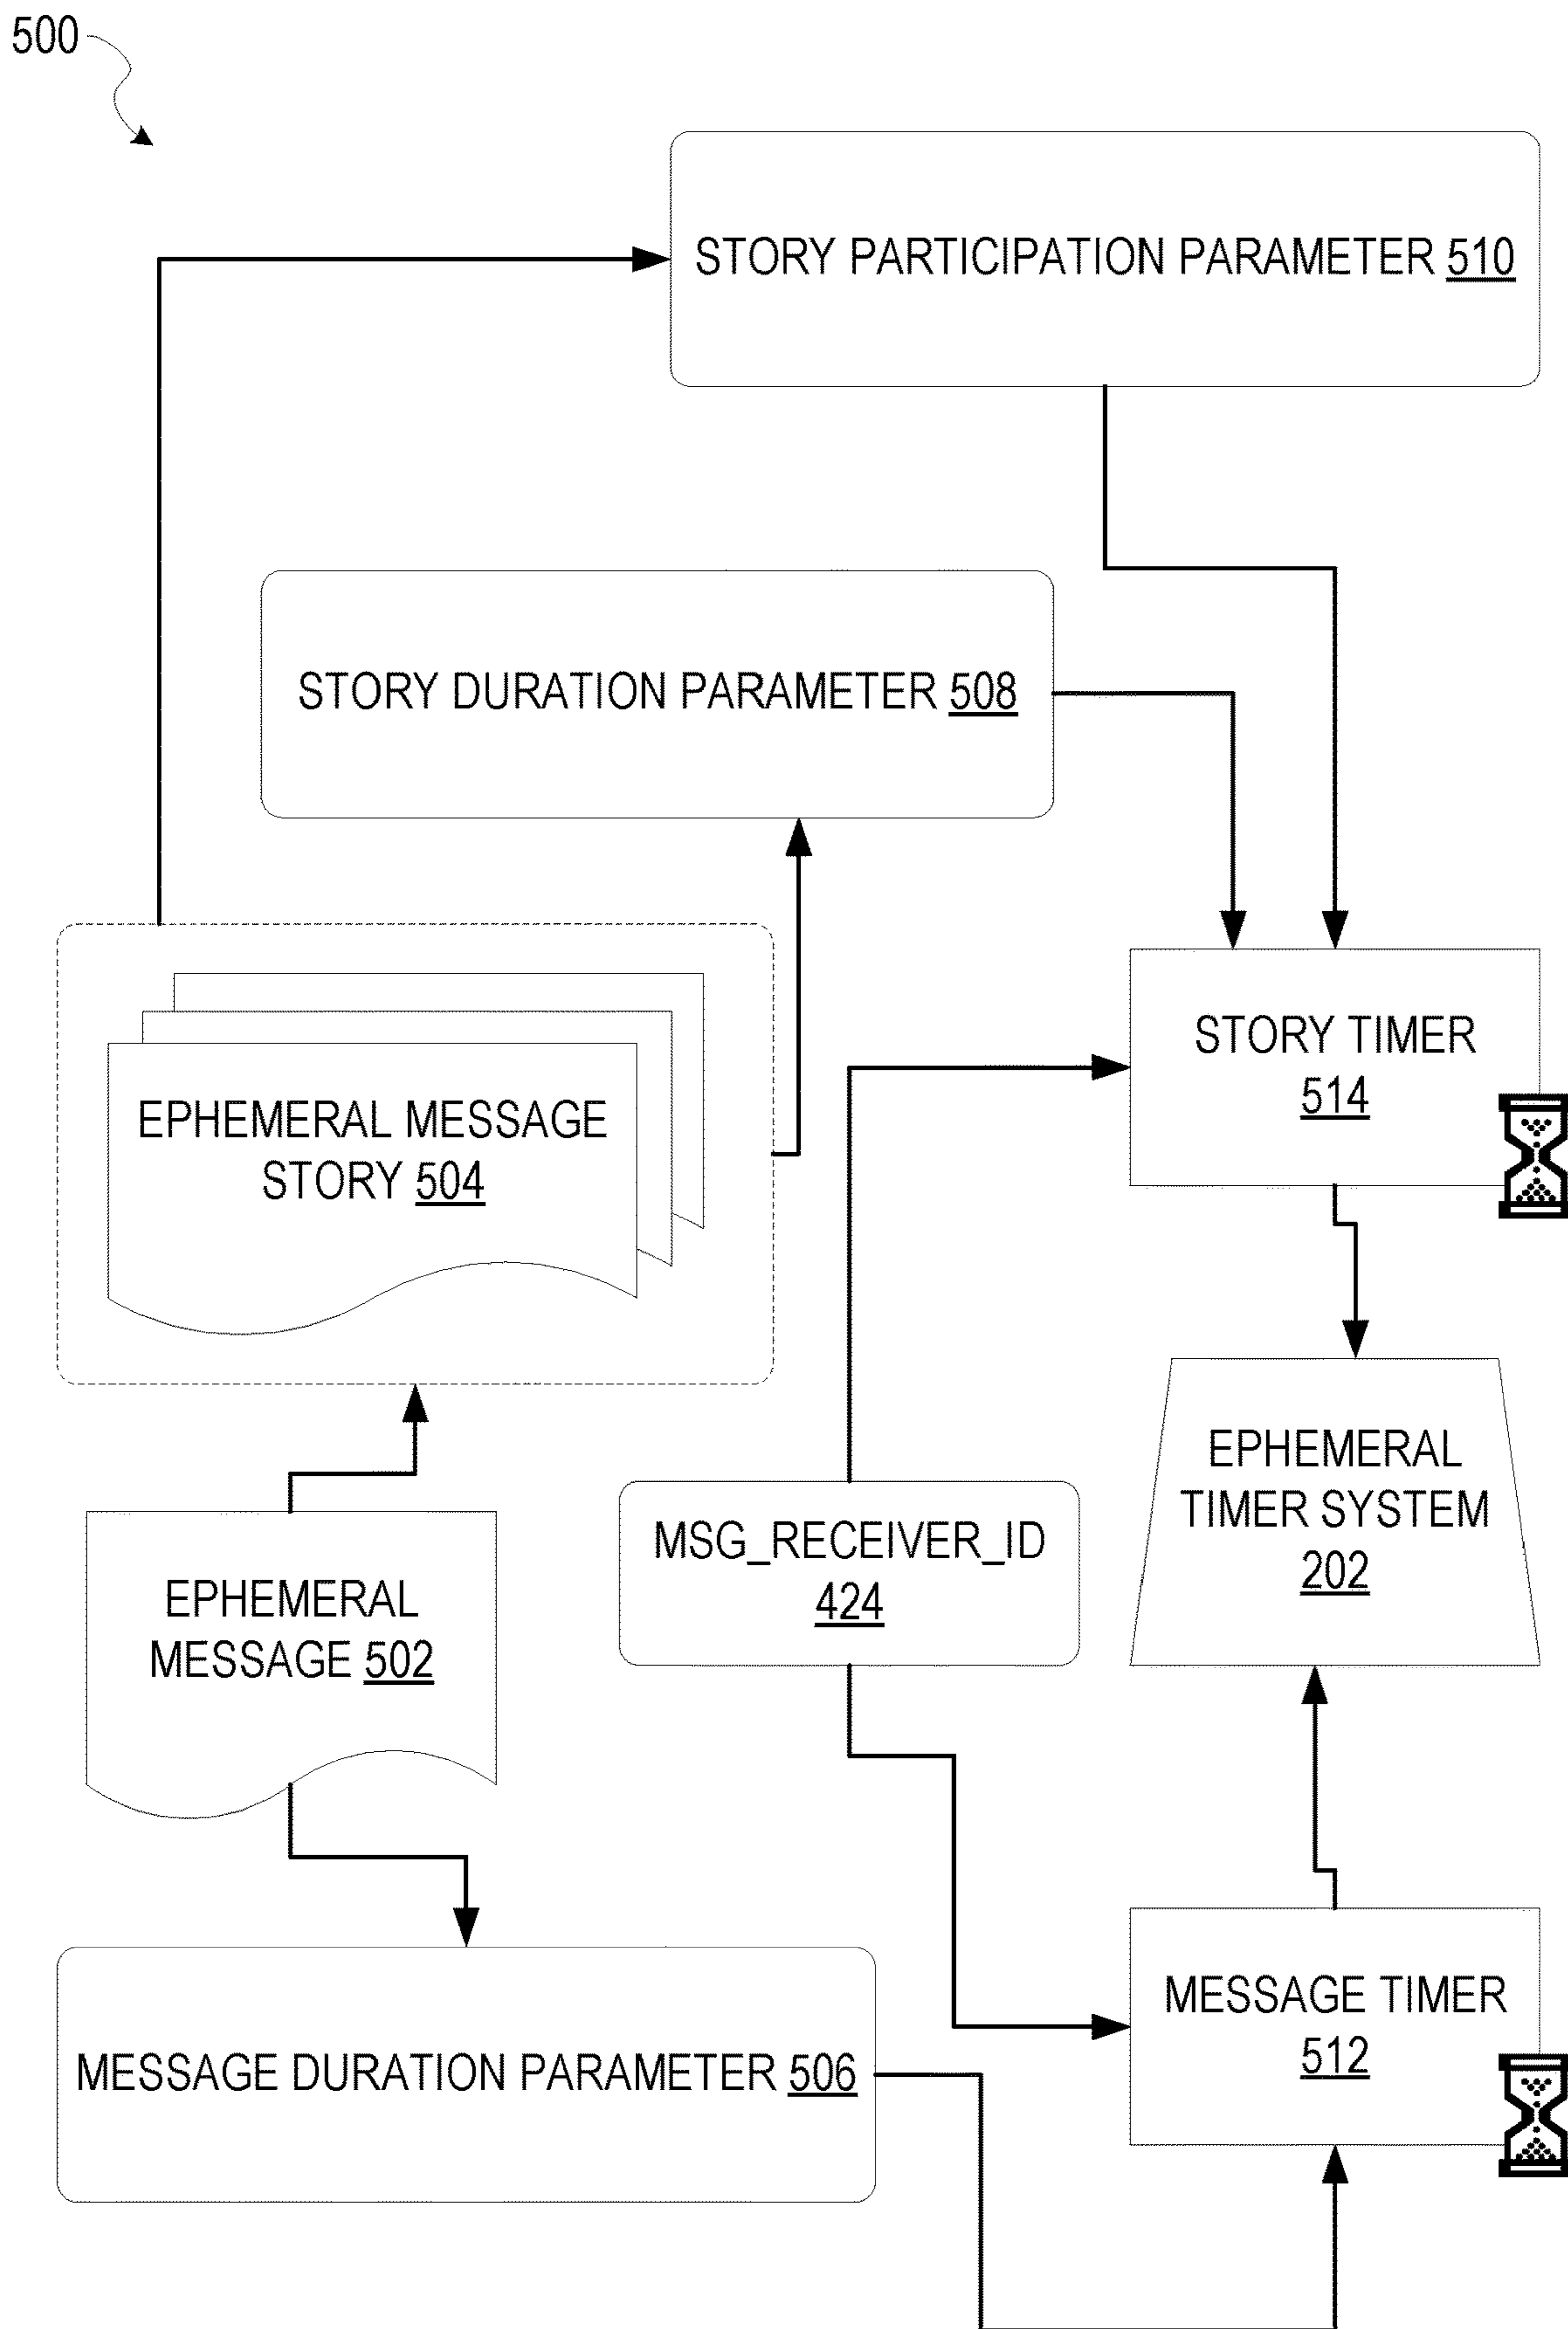 500
STORY PARTICIPATION PARAMETER 510
STORY DURATION PARAMETER 508
STORY TIMER
514
EPHEMERAL MESSAGE
STORY 504
EPHEMERAL
TIMER SYSTEM
202
MSG_RECEIVER_ID
424
EPHEMERAL
MESSAGE 502
MESSAGE TIMER
512
MESSAGE DURATION PARAMETER 506